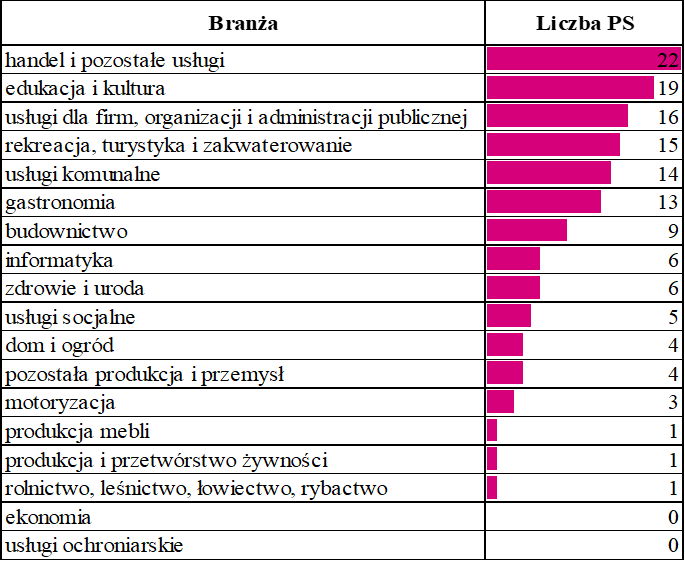 Branża Liczba PS
handel i pozostałe usługi 22
edukacja i kultura 19
usługi dla firm, organizacji i administracji publicznej 16
rekreacja, turystyka i zakwaterowanie 15
usługi komunalne 14
gastronomia 13
budownictwo 9
informatyka 6
zdrowie i uroda 6
usługi socjalne 5
dom i ogród 4
pozostała produkcja i przemysł 4
motoryzacja 3
produkcja mebli 1
produkcja i przetwórstwo żywności 1
rolnictwo, leśnictwo, łowiectwo, rybactwo 1
ekonomia 0
usługi ochroniarskie 0